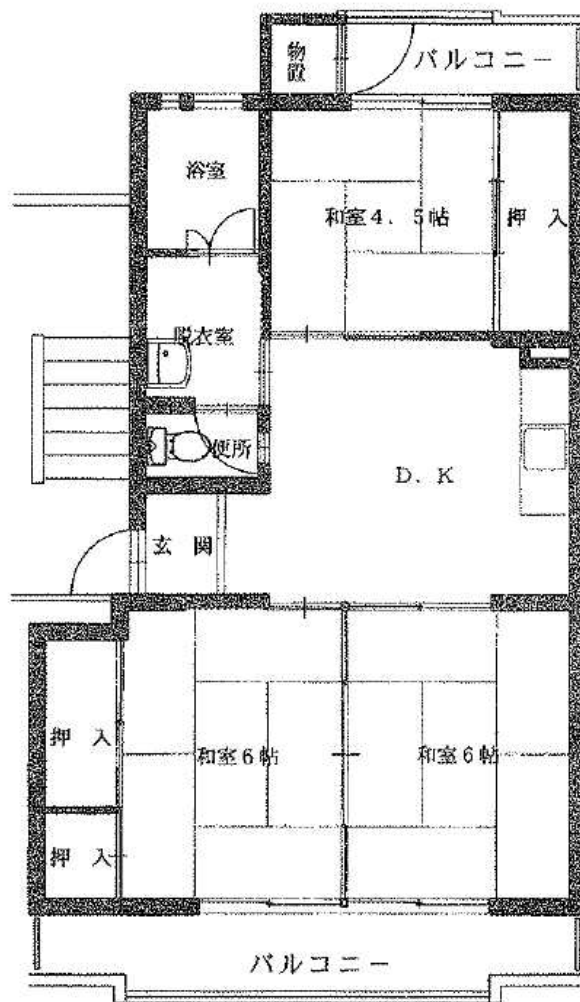 物置
バルコニー
浴室
和室4.5帖
押入
脱衣室
便所
D.K
玄関
押入
和室6帖
和室6帖
押入
バルコニー